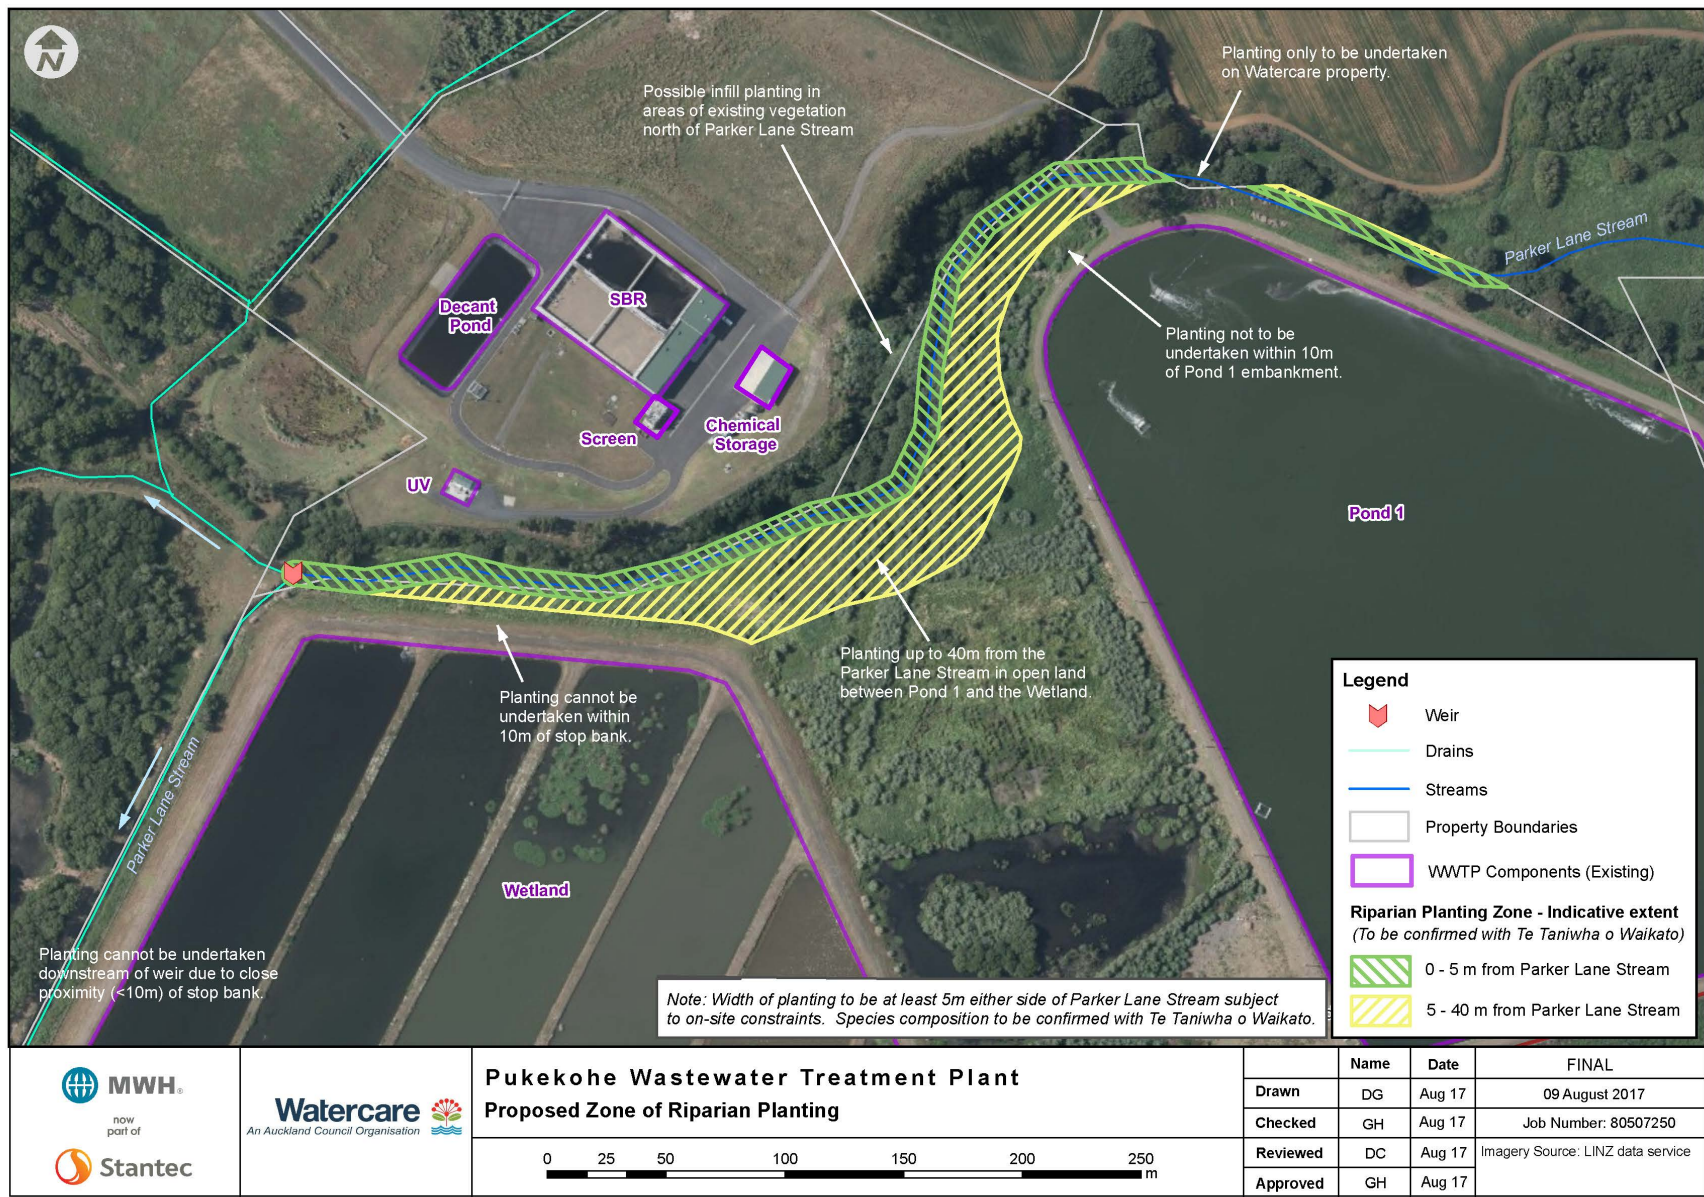 N
Planting only to be undertaken
on Watercare property.
Possible infill planting in
areas of existing vegetation
north of Parker Lane Stream
Parker Lane Stream
Decant
Pond
SBR
Planting not to be
undertaken within 10m
of Pond 1 embankment.
Screen
Chemical
Storage
UV
Pond 1
Planting up to 40m from the
Parker Lane Stream in open land
between Pond 1 and the Wetland.
Planting cannot be
undertaken within
10m of stop bank.
Parker Lane Stream
Wetland
Planting cannot be undertaken
downstream of weir due to close
proximity (<10m) of stop bank.
Legend
Weir
Drains
Streams
Property Boundaries
WWTP Components (Existing)
Riparian Planting Zone - Indicative extent
(To be confirmed with Te Taniwha o Waikato)
0 - 5 m from Parker Lane Stream
5 - 40 m from Parker Lane Stream
Note: Width of planting to be at least 5m either side of Parker Lane Stream subject
to on-site constraints. Species composition to be confirmed with Te Taniwha o Waikato.
MWH®
now
part of
Stantec
Watercare
An Auckland Council Organisation
Pukekohe Wastewater Treatment Plant
Proposed Zone of Riparian Planting
0 25 50 100 150 200 250
m
Name Date FINAL
Drawn DG Aug 17 09 August 2017
Checked GH Aug 17 Job Number: 80507250
Reviewed DC Aug 17 Imagery Source: LINZ data service
Approved GH Aug 17